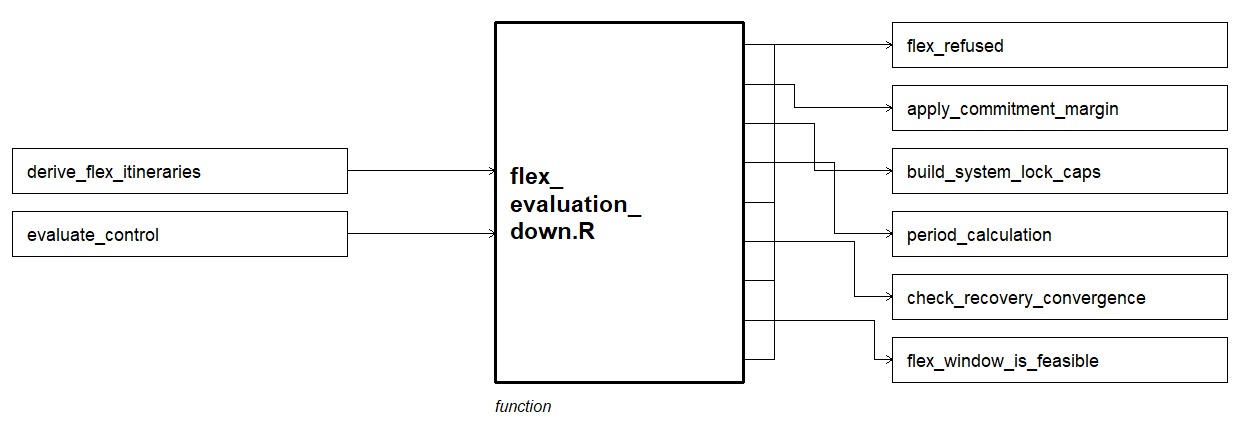 derive_flex_itineraries
evaluate_control
flex_
evaluation_
down.R
function
flex_refused
apply_commitment_margin
build_system_lock_caps
period_calculation
check_recovery_convergence
flex_window_is_feasible